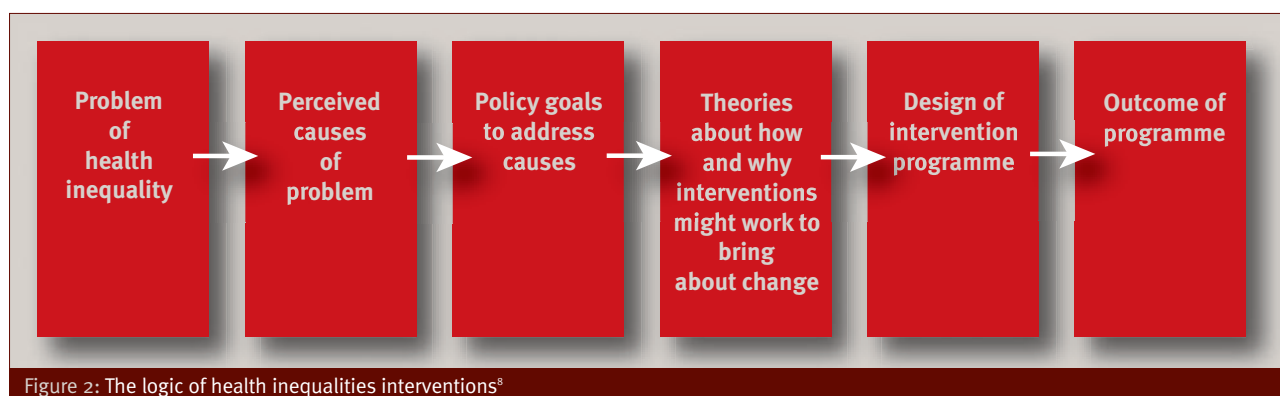 Problem
of
health
inequality
Perceived
causes
of
problem
Policy goals
to address
causes
Theories
about how
and why
interventions
might work to
bring
about change
Design of
intervention
programme
Outcome of
programme
Figure 2: The logic of health inequalities interventions⁸